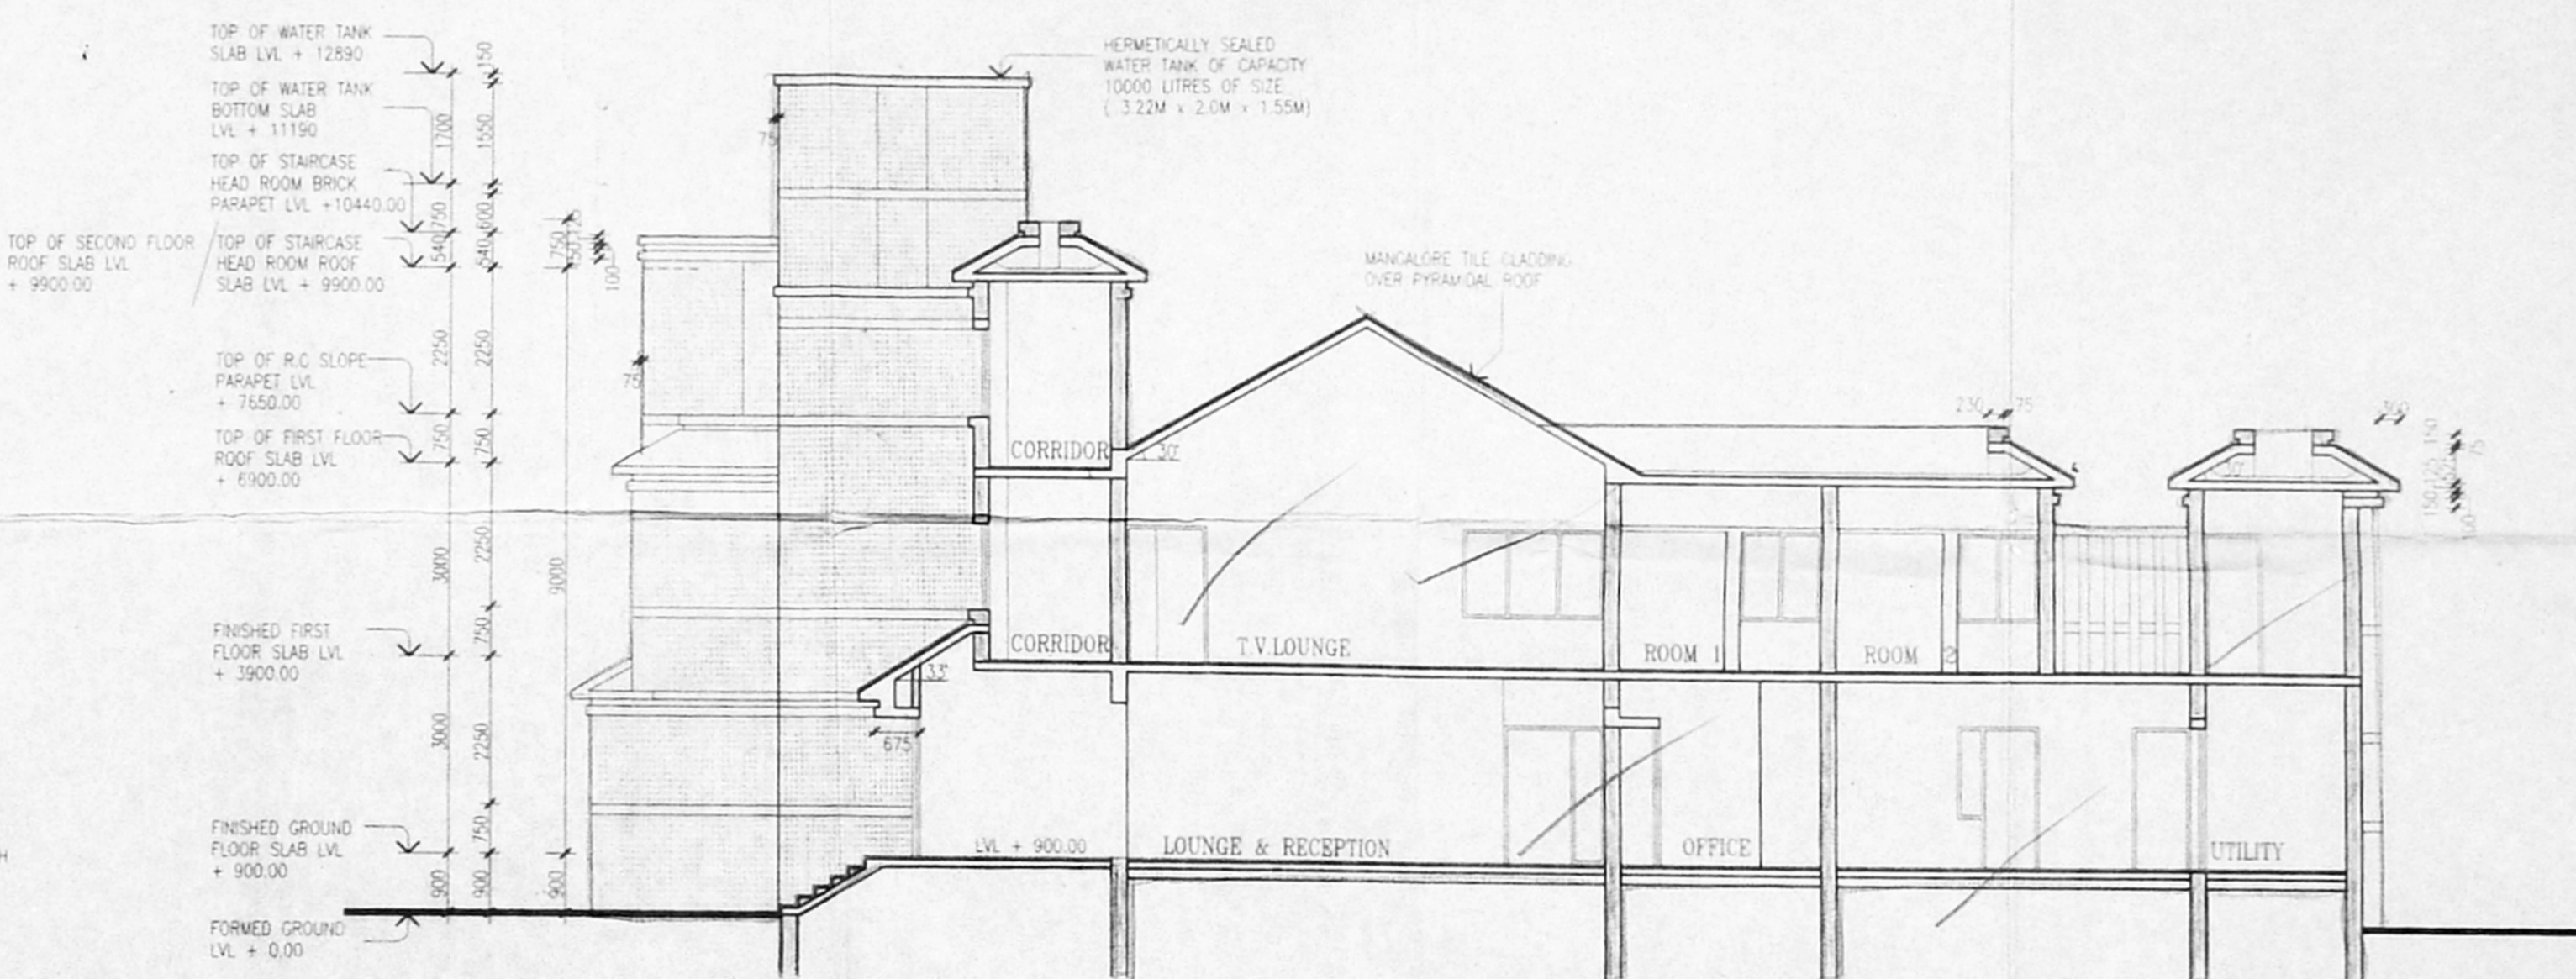 TOP OF WATER TANK
SLAB LVL + 12890
TOP OF WATER TANK
BOTTOM SLAB
LVL + 11190
TOP OF STAIRCASE
HEAD ROOM BRICK
PARAPET LVL +10440.00
TOP OF SECOND FLOOR
ROOF SLAB LVL
+ 9900.00
TOP OF STAIRCASE
HEAD ROOM ROOF
SLAB LVL + 9900.00
TOP OF R.C SLOPE
PARAPET LVL
+ 7650.00
TOP OF FIRST FLOOR
ROOF SLAB LVL
+ 6900.00
FINISHED FIRST
FLOOR SLAB LVL
+ 3900.00
FINISHED GROUND
FLOOR SLAB LVL
+ 900.00
FORMED GROUND
LVL + 0.00
H
1700
750
540
2250
750
3000
3000
900
150
1550
600
540
2250
750
2250
750
2250
750
900
750
100
9000
900
75
75
HERMETICALLY SEALED
WATER TANK OF CAPACITY
10000 LITRES OF SIZE
( 3.22M x 2.0M x 1.55M)
MANGALORE TILE CLADDING
OVER PYRAMIDAL ROOF
230
75
300
150
75
100
30°
CORRIDOR
30°
CORRIDOR
T.V.LOUNGE
ROOM 1
ROOM 2
33°
675
LVL + 900.00
LOUNGE & RECEPTION
OFFICE
UTILITY